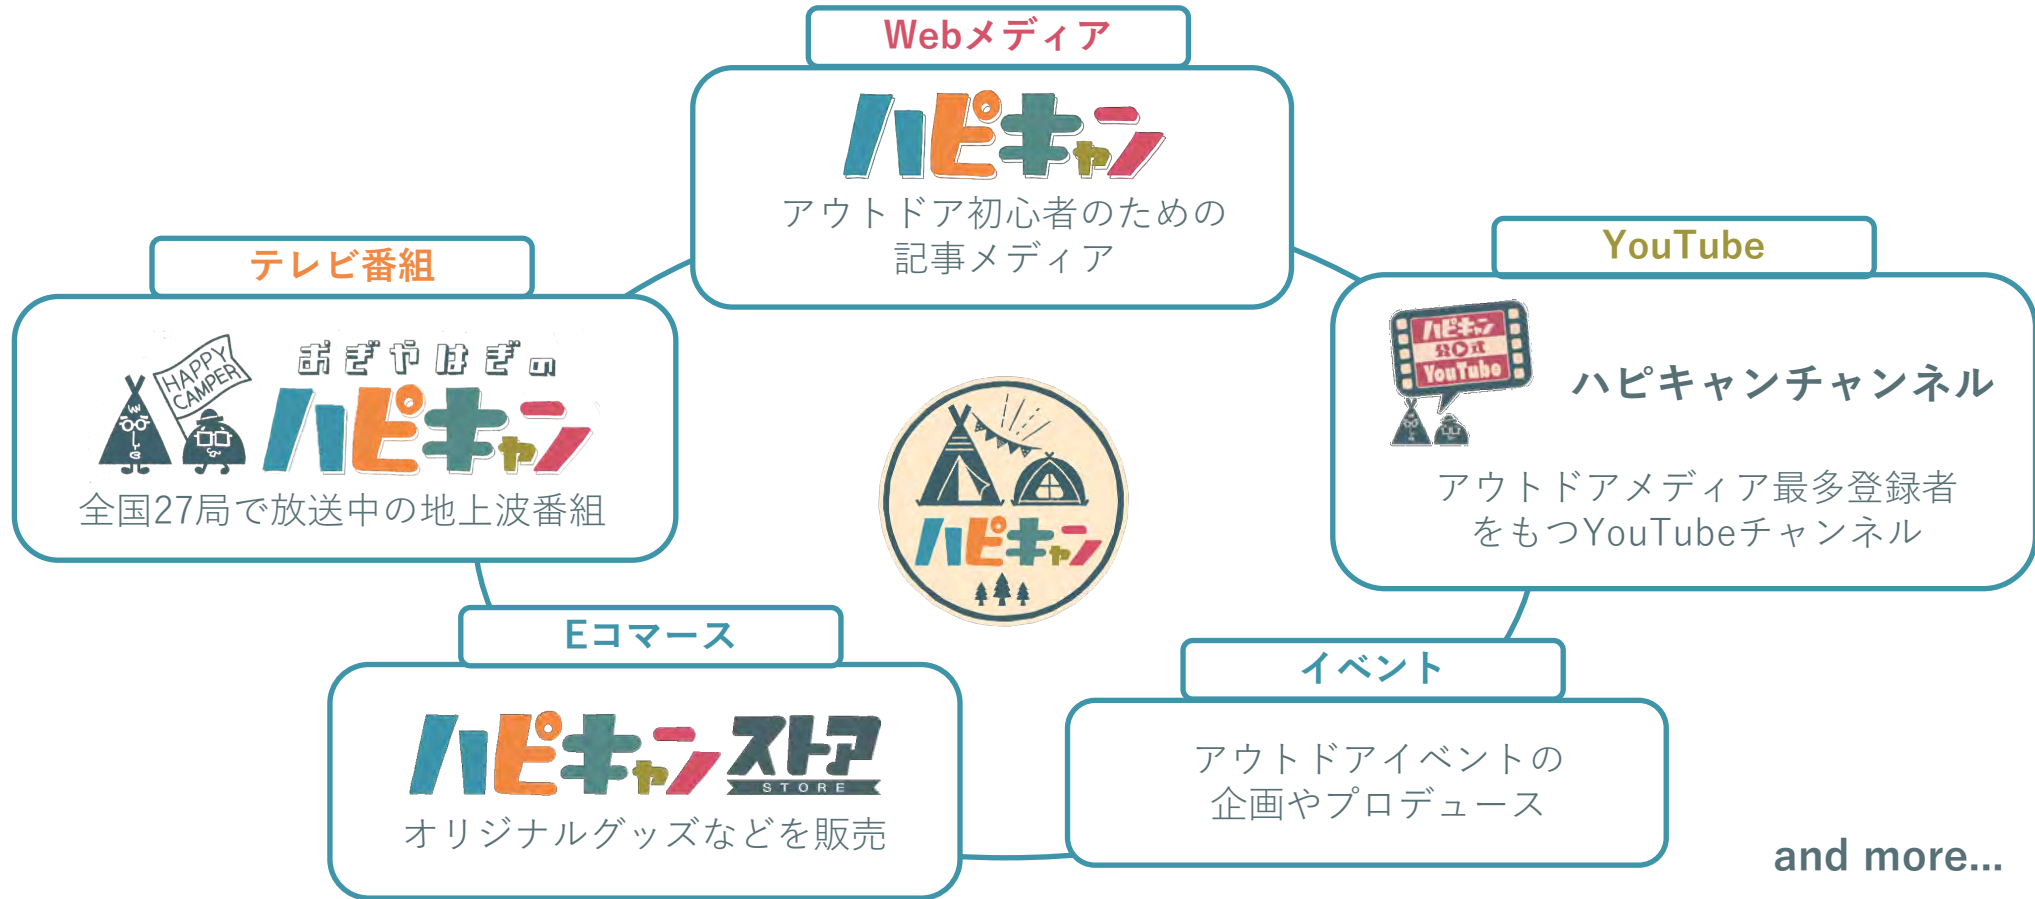 Webメディア
ハピキャン
アウトドア初心者のための
記事メディア
テレビ番組
HAPPY
CAMPER
おぎやはぎの
ハピキャン
全国27局で放送中の地上波番組
YouTube
ハピキャン
公式
YouTube
ハピキャンチャンネル
アウトドアメディア最多登録者
をもつYouTubeチャンネル
ハピキャン
Eコマース
ハピキャンストア
STORE
オリジナルグッズなどを販売
イベント
アウトドアイベントの
企画やプロデュース
and more...